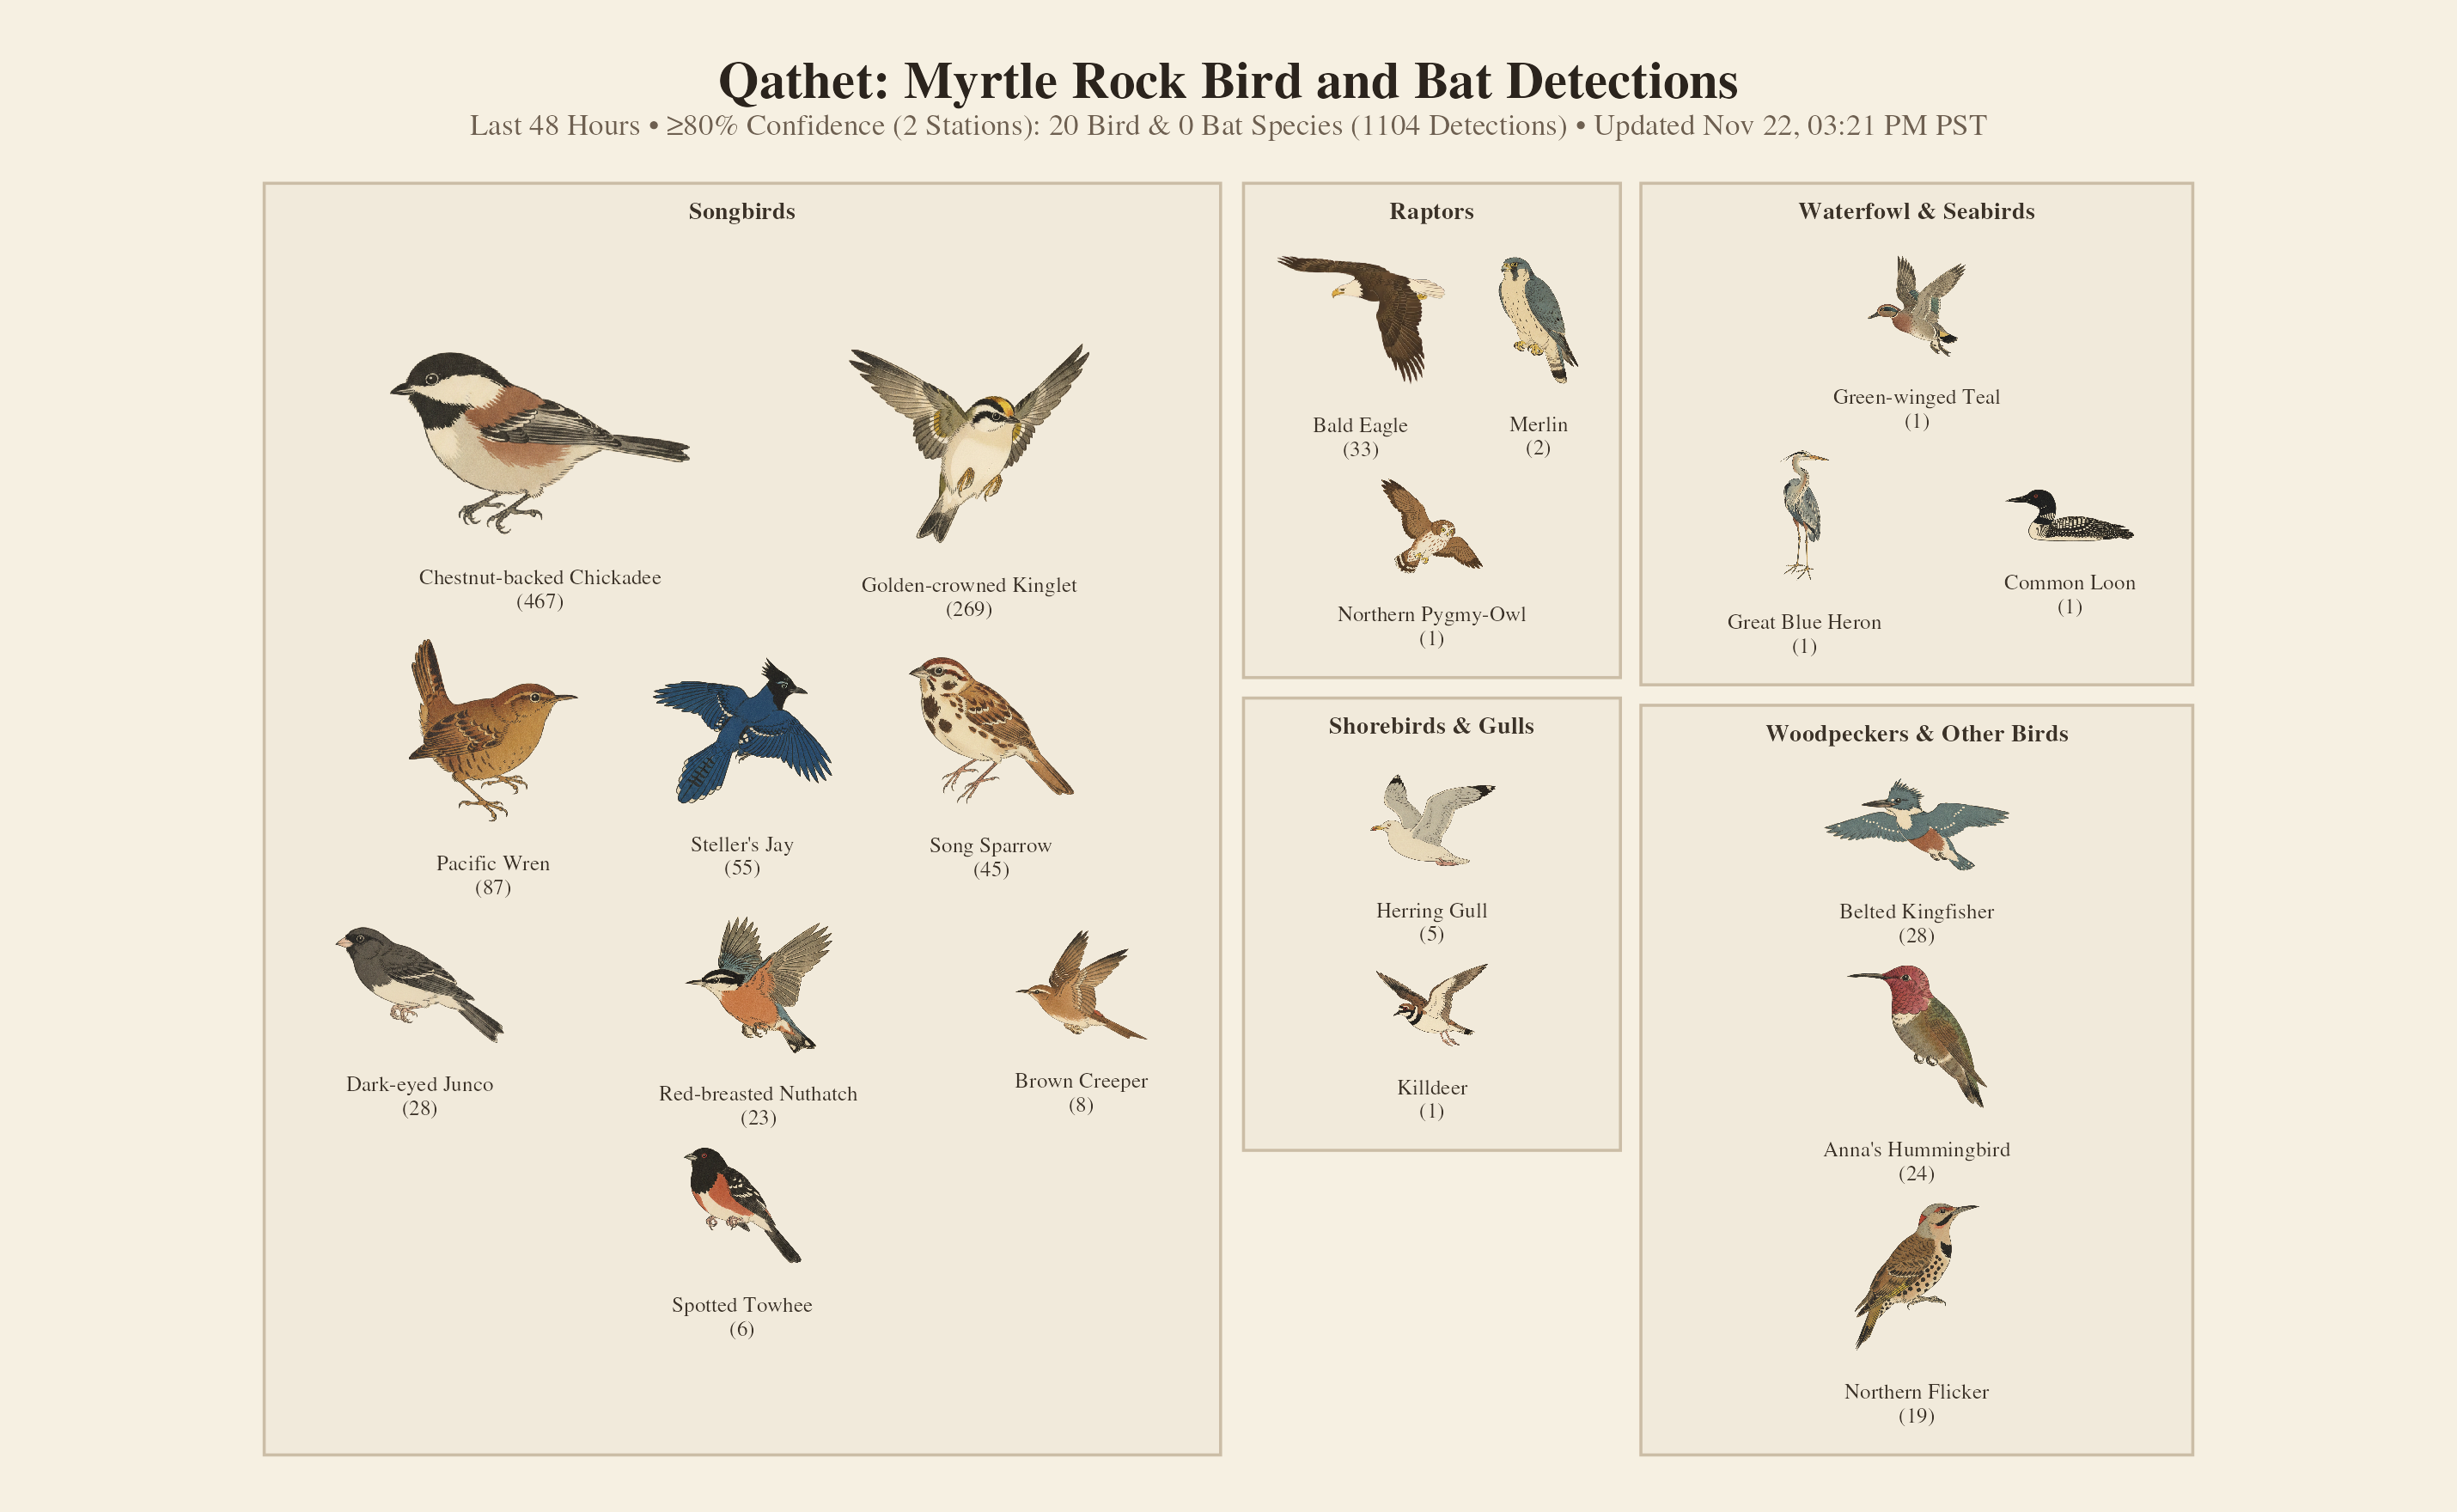 Qathet: Myrtle Rock Bird and Bat Detections
Last 48 Hours • ≥80% Confidence (2 Stations): 20 Bird & 0 Bat Species (1104 Detections) • Updated Nov 22, 03:21 PM PST
Songbirds
Chestnut-backed Chickadee
(467)
Golden-crowned Kinglet
(269)
Pacific Wren
(87)
Steller's Jay
(55)
Song Sparrow
(45)
Dark-eyed Junco
(28)
Red-breasted Nuthatch
(23)
Brown Creeper
(8)
Spotted Towhee
(6)
Raptors
Bald Eagle
(33)
Merlin
(2)
Northern Pygmy-Owl
(1)
Shorebirds & Gulls
Herring Gull
(5)
Killdeer
(1)
Waterfowl & Seabirds
Green-winged Teal
(1)
Great Blue Heron
(1)
Common Loon
(1)
Woodpeckers & Other Birds
Belted Kingfisher
(28)
Anna's Hummingbird
(24)
Northern Flicker
(19)